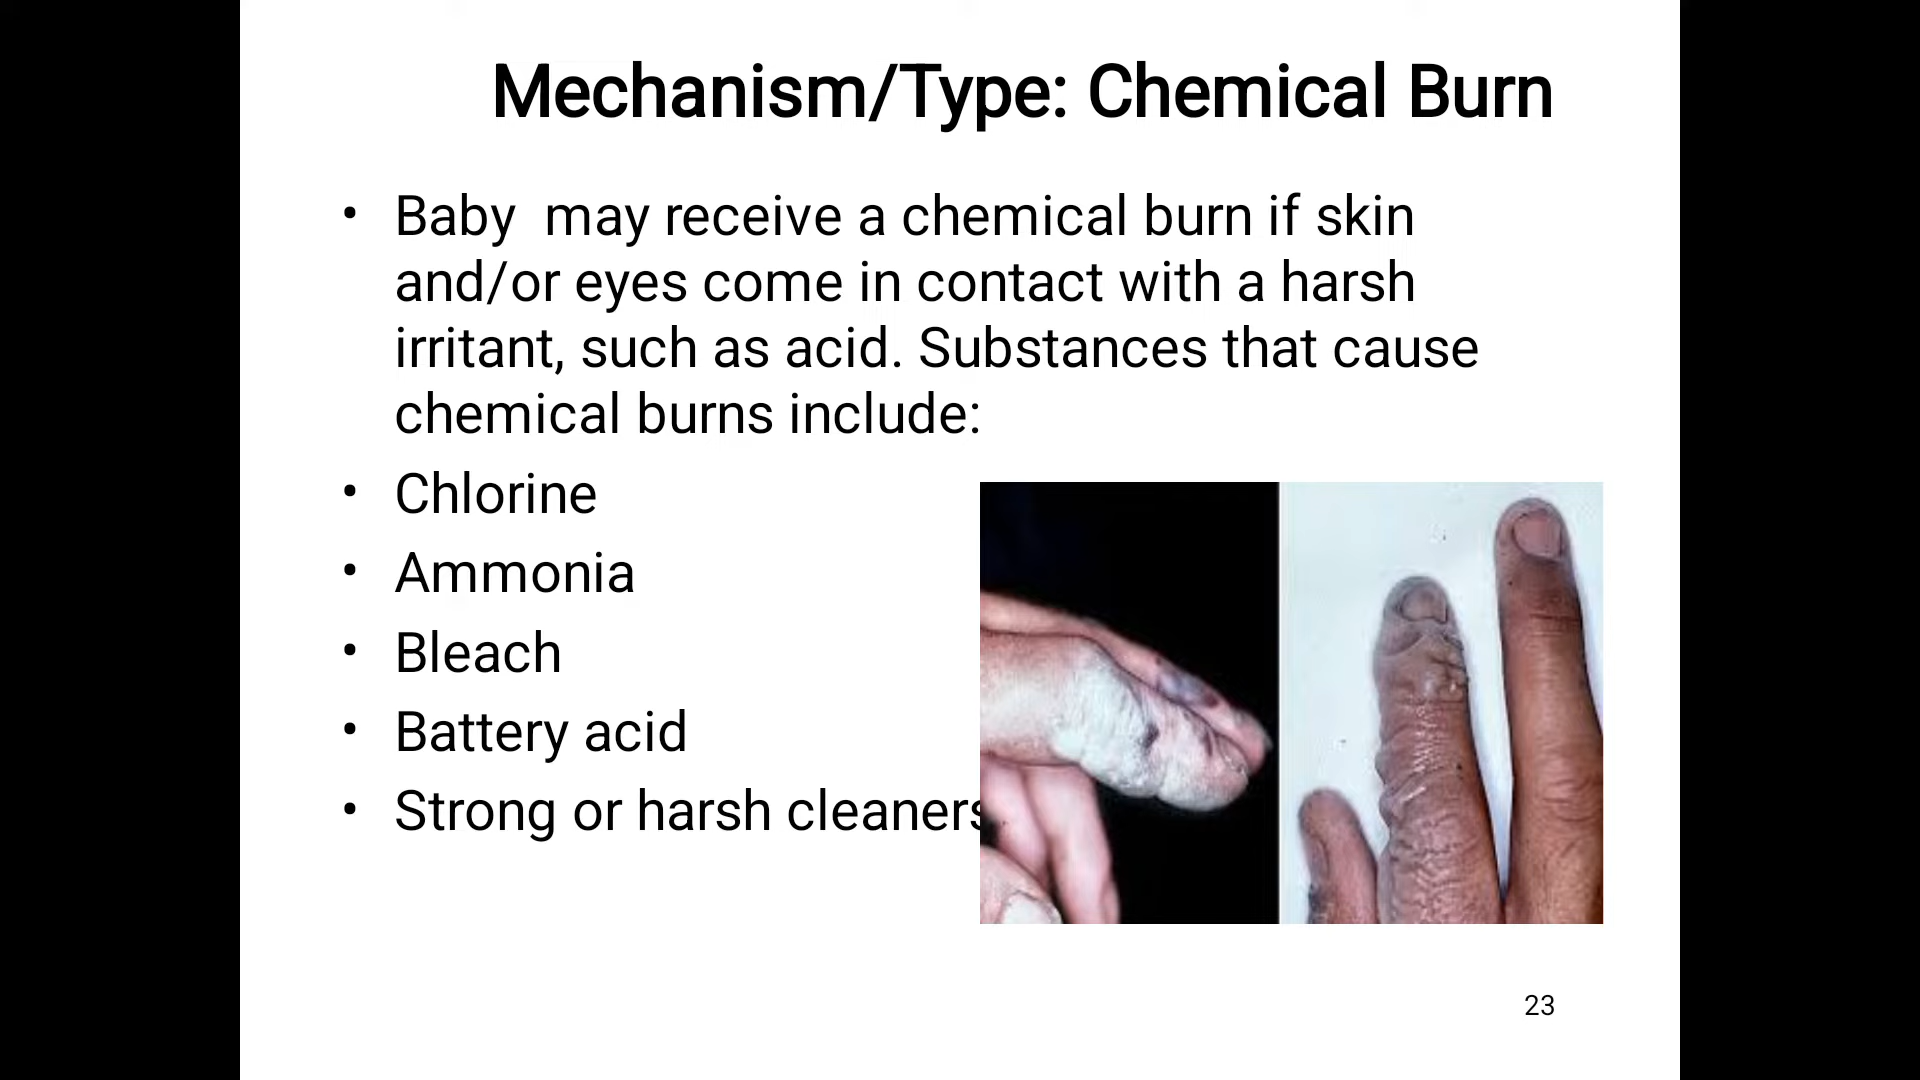 Mechanism/Type: Chemical Burn
• Baby  may receive a chemical burn if skin
and/or eyes come in contact with a harsh
irritant, such as acid. Substances that cause
chemical burns include:
• Chlorine
• Ammonia
• Bleach
• Battery acid
• Strong or harsh cleaners
23